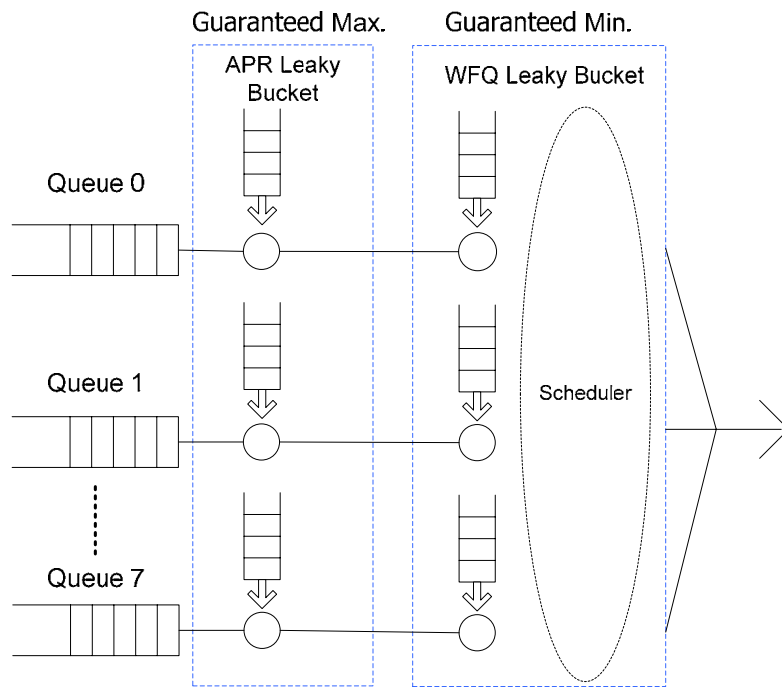 Guaranteed Max.
Guaranteed Min.
APR Leaky
Bucket
WFQ Leaky Bucket
Queue 0
Queue 1
Scheduler
Queue 7